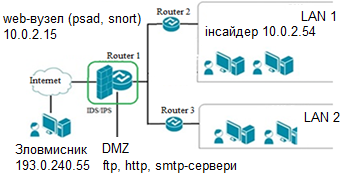 web-вузел (psad, snort)
10.0.2.15
Router 2
LAN 1
інсайдер 10.0.2.54
Router 1
Internet
IDS/IPS
Router 3
LAN 2
Зловмисник
193.0.240.55
DMZ
ftp, http, smtp-сервери